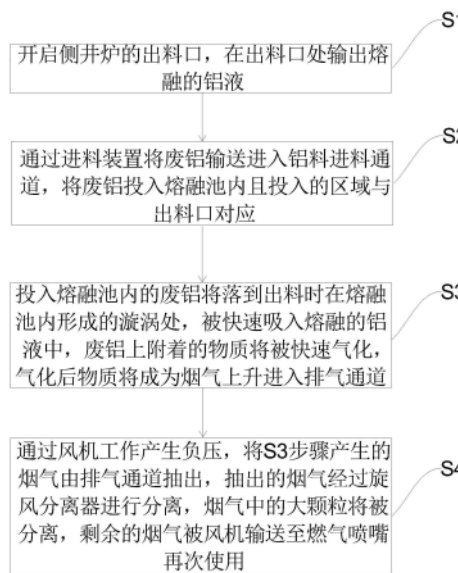 S1
开启侧井炉的出料口，在出料口处输出熔
融的铝液
S2
通过进料装置将废铝输送进入铝料进料通
道，将废铝投入熔融池内且投入的区域与
出料口对应
S3
投入熔融池内的废铝将落到出料时在熔融
池内形成的漩涡处，被快速吸入熔融的铝
液中，废铝上附着的物质将被快速气化，
气化后物质将成为烟气上升进入排气通道
S4
通过风机工作产生负压，将S3步骤产生的
烟气由排气通道抽出，抽出的烟气经过旋
风分离器进行分离，烟气中的大颗粒将被
分离，剩余的烟气被风机输送至燃气喷嘴
再次使用